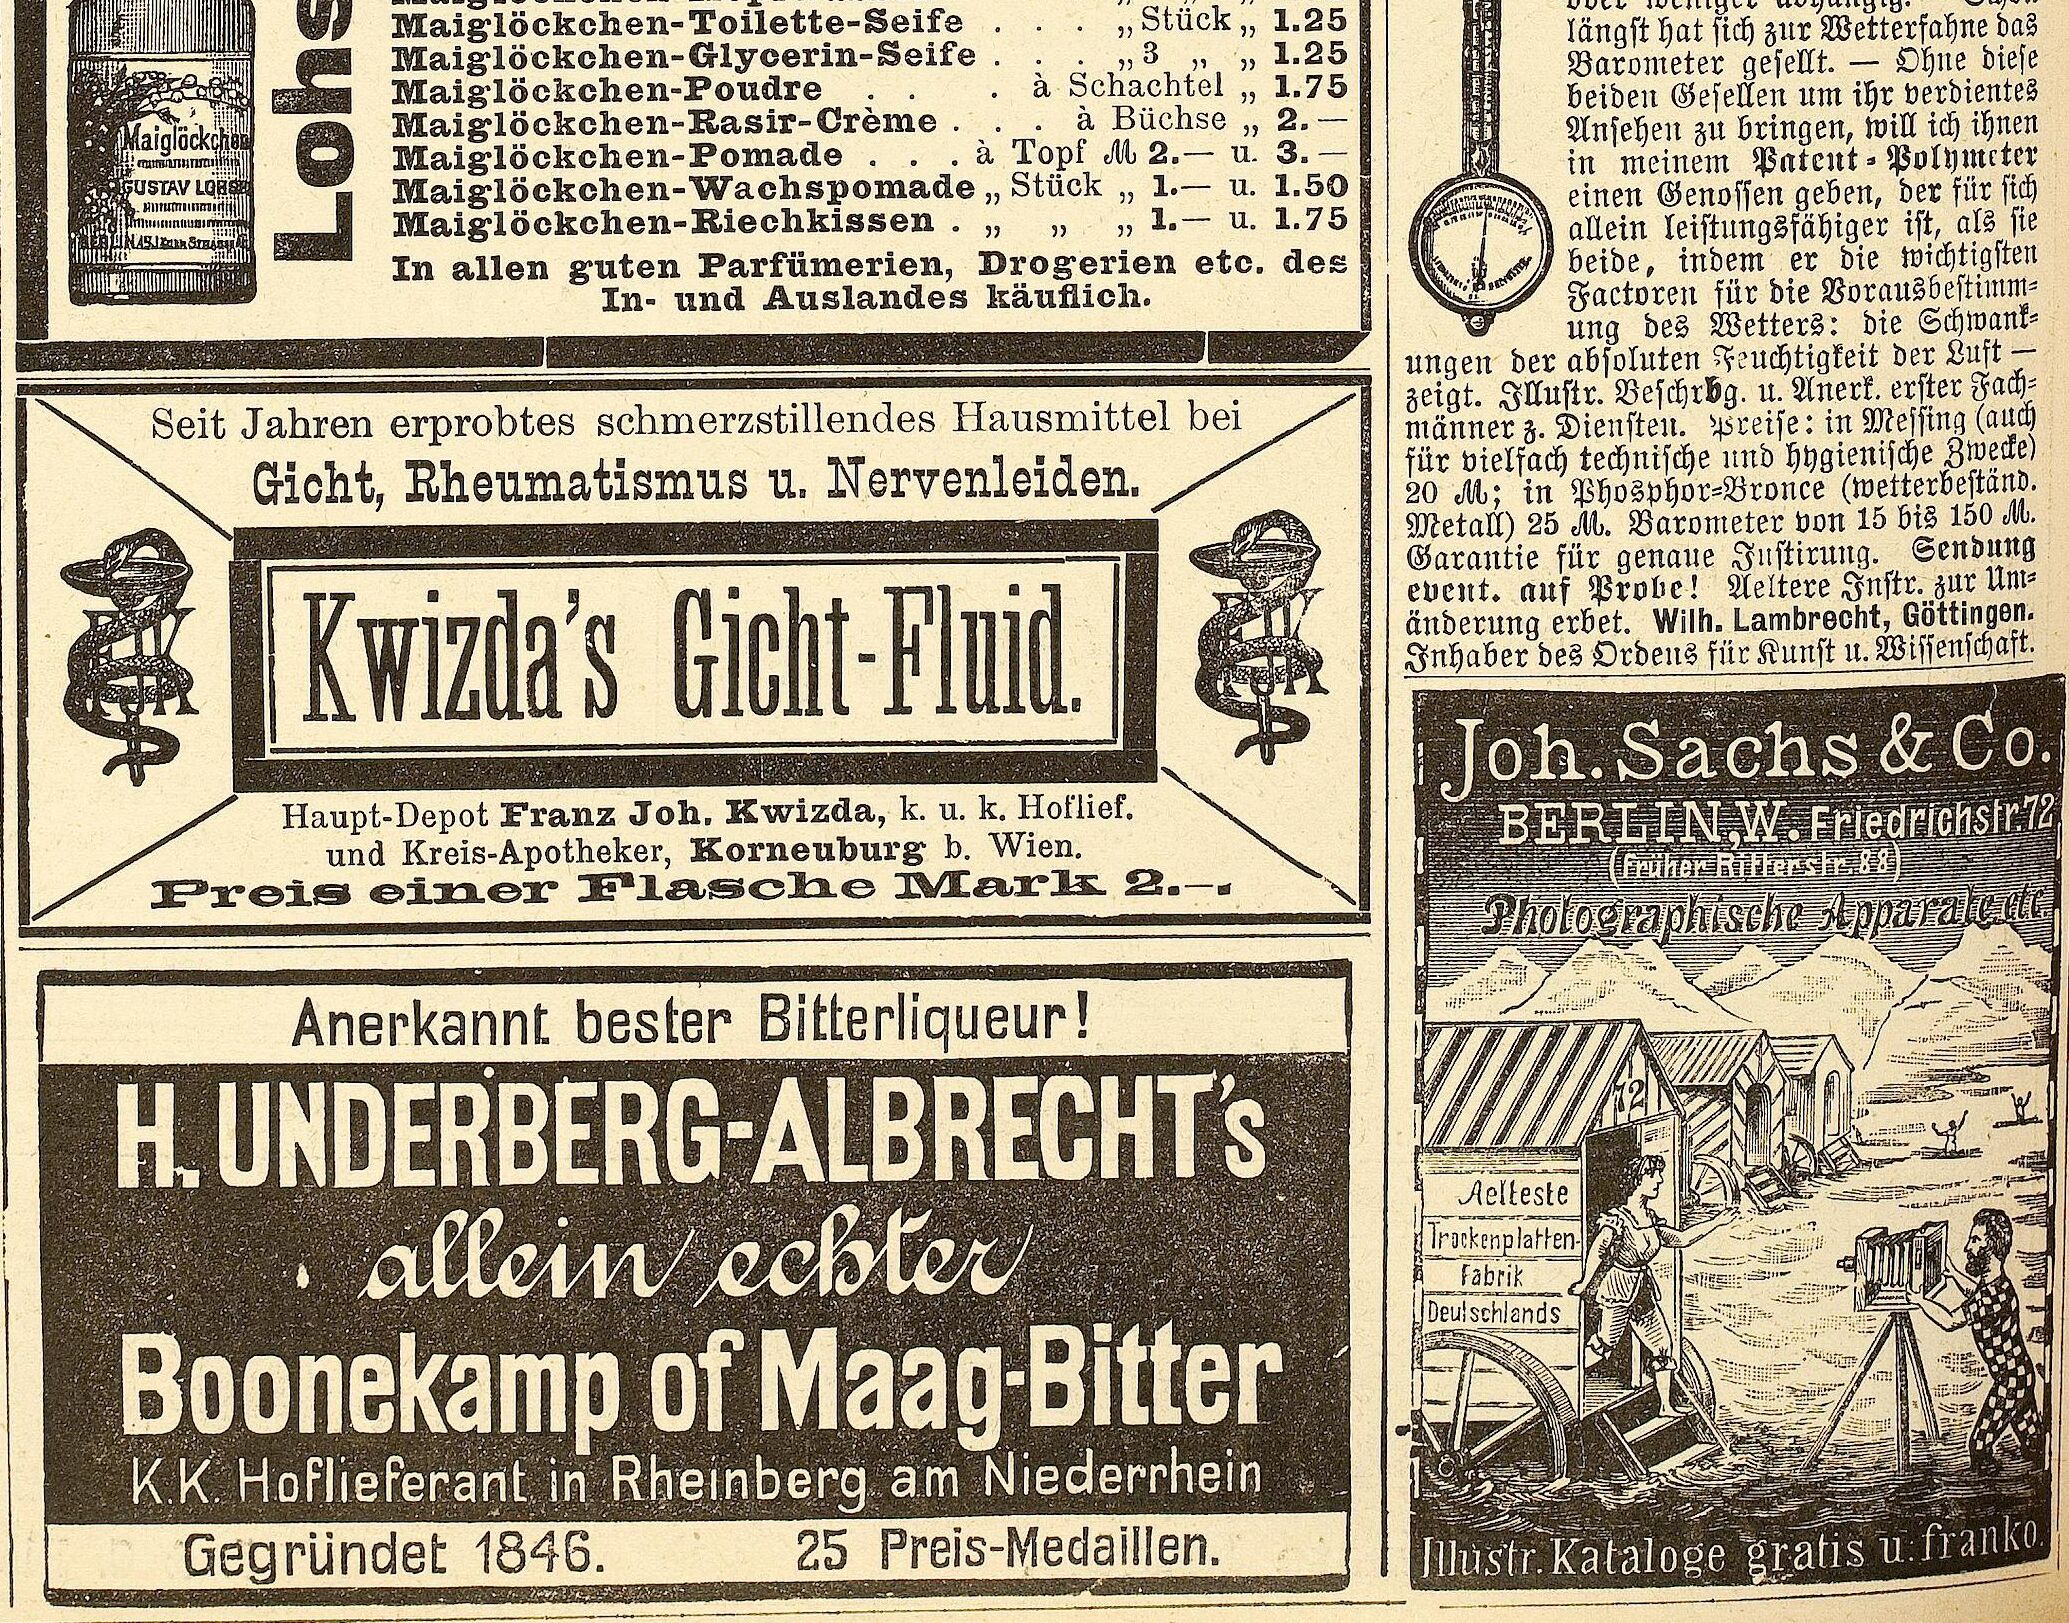 Lohs
Maiglöckchen
GUSTAV LOHSE
Maiglöckchen-Toilette-Seife . . . „ Stück „ 1.25
Maiglöckchen-Glycerin-Seife . . . „ 3 „ „ 1.25
Maiglöckchen-Poudre . . . à Schachtel „ 1.75
Maiglöckchen-Rasir-Crème . . . à Büchse „ 2.—
Maiglöckchen-Pomade . . . à Topf M 2.— u. 3.—
Maiglöckchen-Wachspomade „ Stück „ 1.— u. 1.50
Maiglöckchen-Riechkissen . „ „ „ 1.— u. 1.75
In allen guten Parfümerien, Drogerien etc. des
In- und Auslandes käuflich.
Seit Jahren erprobtes schmerzstillendes Hausmittel bei
Gicht, Rheumatismus u. Nervenleiden.
Kwizda's Gicht-Fluid.
Haupt-Depot Franz Joh. Kwizda, k. u. k. Hoflief.
und Kreis-Apotheker, Korneuburg b. Wien.
Preis einer Flasche Mark 2.—.
Anerkannt bester Bitterliqueur!
H. UNDERBERG-ALBRECHT's
allein echter
Boonekamp of Maag-Bitter
K.K. Hoflieferant in Rheinberg am Niederrhein
Gegründet 1846. 25 Preis-Medaillen.
längst hat sich zur Wetterfahne das
Barometer gesellt. — Ohne diese
beiden Gesellen um ihr verdientes
Ansehen zu bringen, will ich ihnen
in meinem Patent-Polymeter
einen Genossen geben, der für sich
allein leistungsfähiger ist, als sie
beide, indem er die wichtigsten
Factoren für die Vorausbestimm-
ung des Wetters: die Schwank-
ungen der absoluten Feuchtigkeit der Luft —
zeigt. Illustr. Beschrbg. u. Anerk. erster Fach-
männer z. Diensten. Preise: in Messing (auch
für vielfach technische und hygienische Zwecke)
20 M; in Phosphor-Bronce (wetterbeständ.
Metall) 25 M. Barometer von 15 bis 150 M.
Garantie für genaue Justirung. Sendung
event. auf Probe! Aeltere Instr. zur Um-
änderung erbet. Wilh. Lambrecht, Göttingen.
Inhaber des Ordens für Kunst u. Wissenschaft.
Joh. Sachs & Co.
BERLIN, W. Friedrichstr. 72
(früher Ritterstr. 88)
Photographische Apparate etc.
72
Aelteste
Trockenplatten-
Fabrik
Deutschlands
Illustr. Kataloge gratis u. franko.